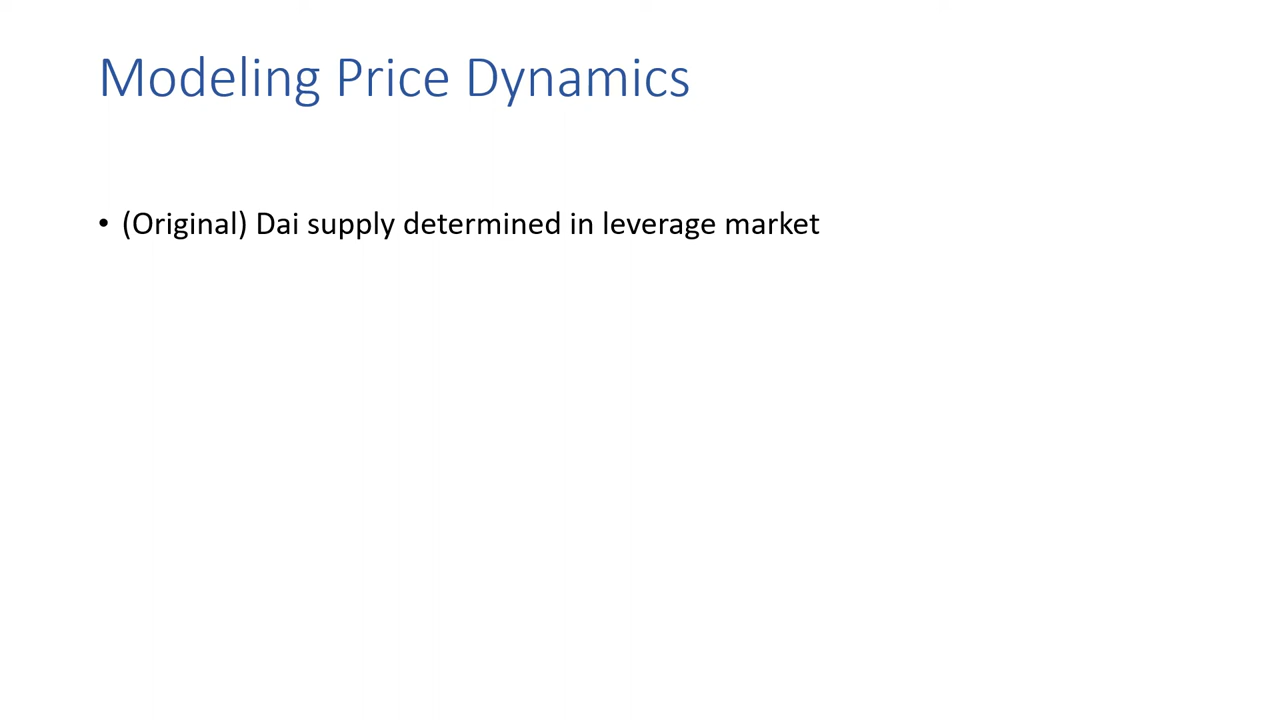 Modeling Price Dynamics
• (Original) Dai supply determined in leverage market